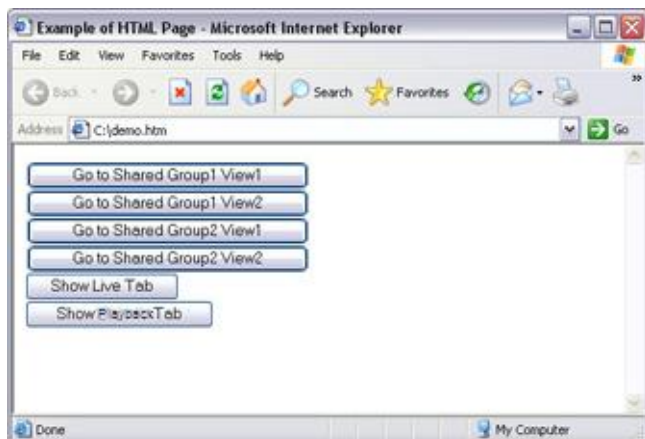 Example of HTML Page - Microsoft Internet Explorer
File Edit View Favorites Tools Help
Back Search Favorites »
Address C:\demo.htm Go
Go to Shared Group1 View1
Go to Shared Group1 View2
Go to Shared Group2 View1
Go to Shared Group2 View2
Show Live Tab
Show Playback Tab
Done My Computer